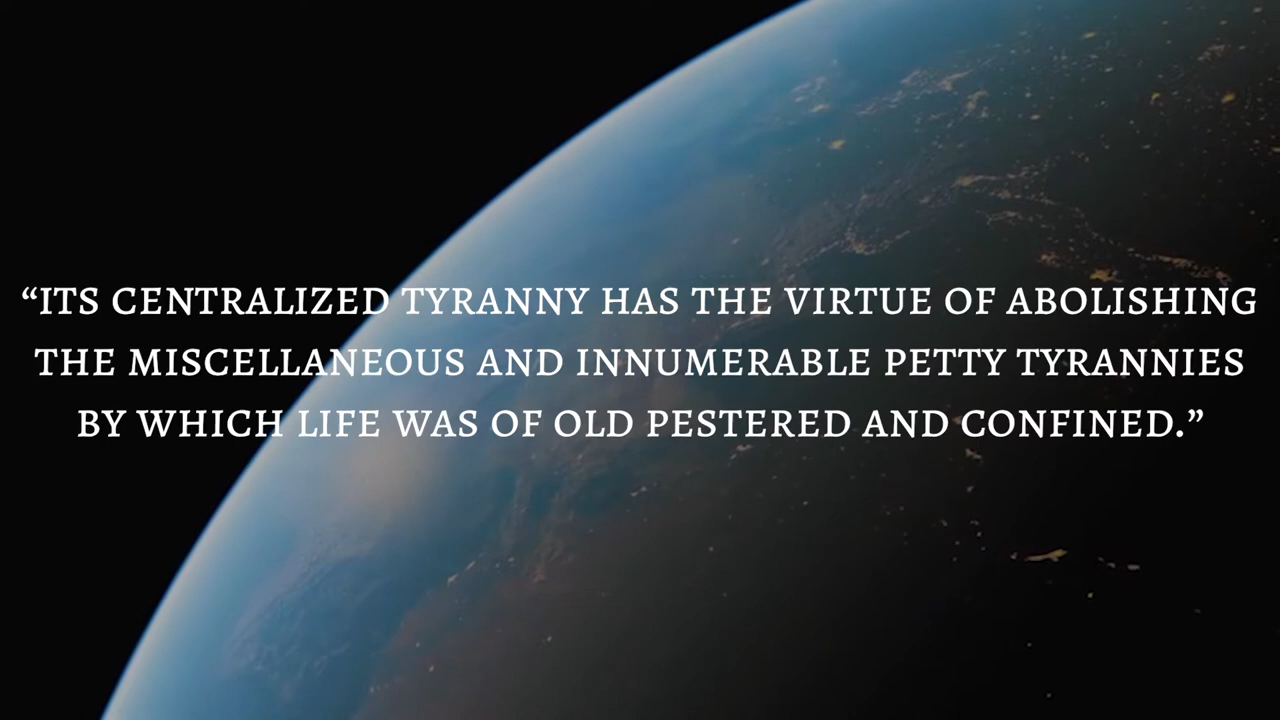 “ITS CENTRALIZED TYRANNY HAS THE VIRTUE OF ABOLISHING
THE MISCELLANEOUS AND INNUMERABLE PETTY TYRANNIES
BY WHICH LIFE WAS OF OLD PESTERED AND CONFINED.”